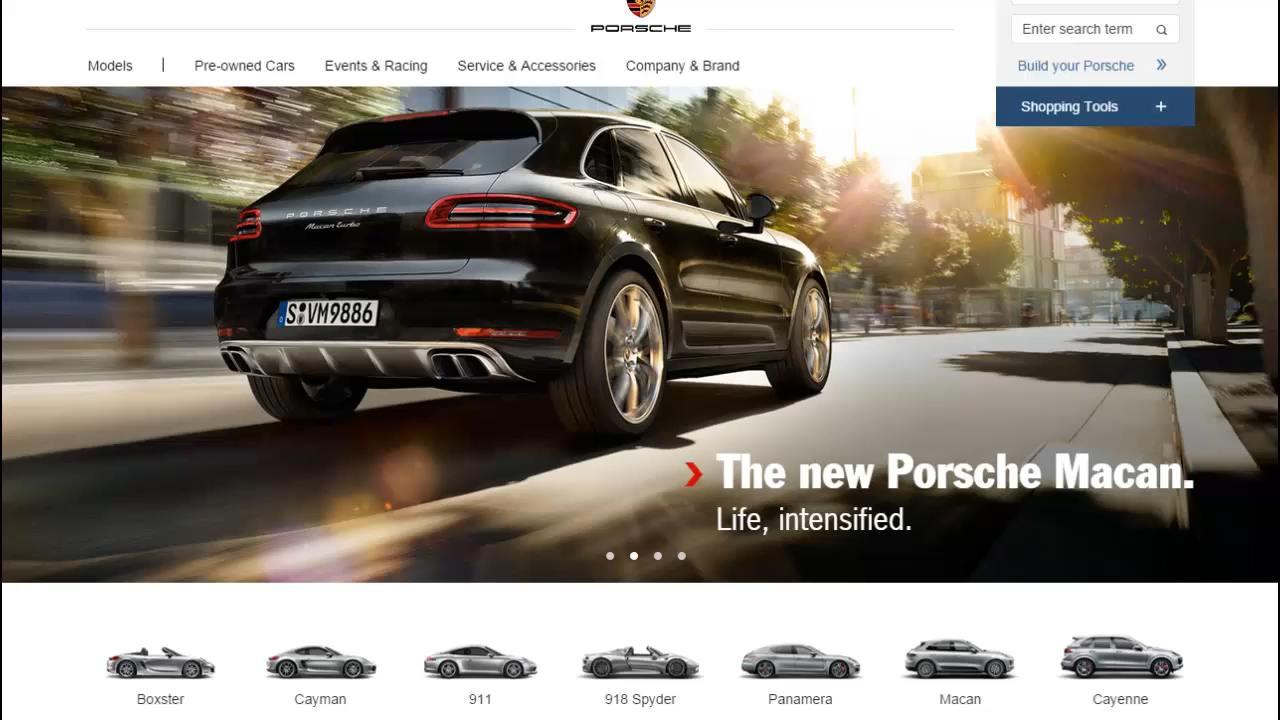 PORSCHE
Enter search term
Models | Pre-owned Cars Events & Racing Service & Accessories Company & Brand
Build your Porsche »
Shopping Tools +
PORSCHE
Macan turbo
S VM9886
The new Porsche Macan.
Life, intensified.
Boxster Cayman 911 918 Spyder Panamera Macan Cayenne